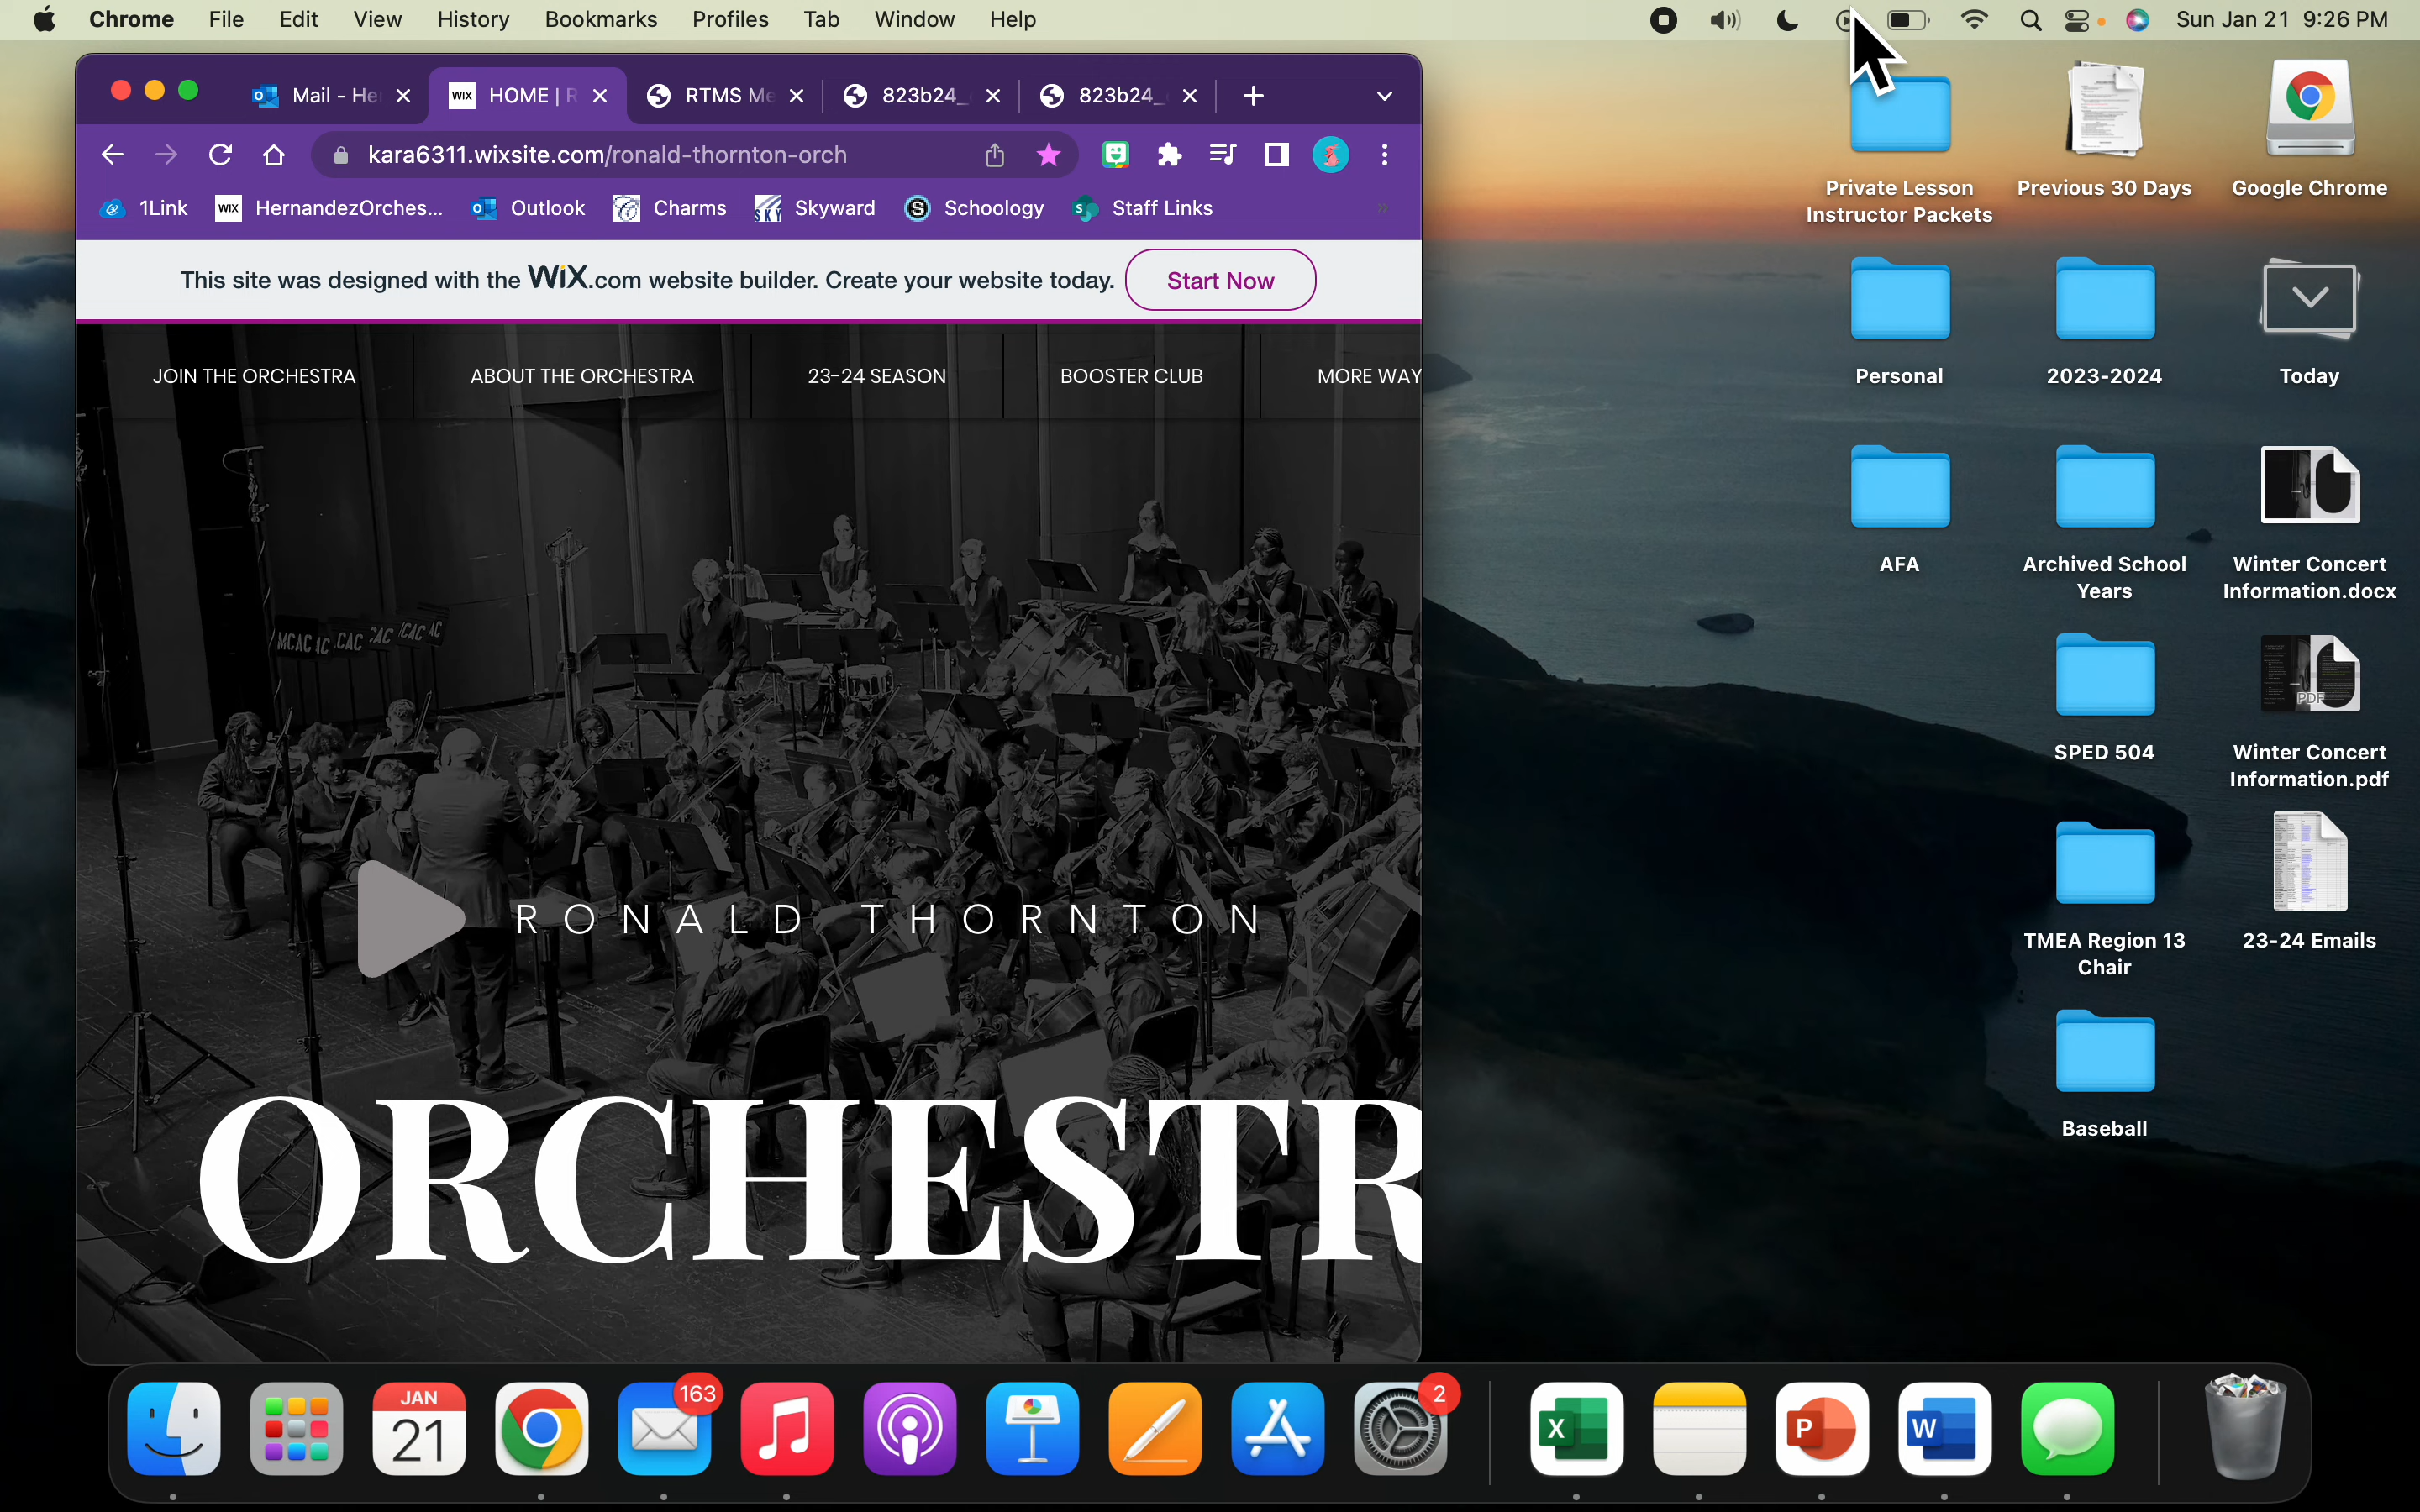 Chrome File Edit View History Bookmarks Profiles Tab Window Help Sun Jan 21 9:26 PM
Mail - He HOME | R RTMS Me 823b24_ 823b24_
kara6311.wixsite.com/ronald-thornton-orch
1Link HernandezOrches... Outlook Charms Skyward Schoology Staff Links
This site was designed with the WiX.com website builder. Create your website today. Start Now
JOIN THE ORCHESTRA ABOUT THE ORCHESTRA 23-24 SEASON BOOSTER CLUB MORE WAY
MCAC
RONALD THORNTON
ORCHESTR
Private Lesson
Instructor Packets
Previous 30 Days
Google Chrome
Personal
2023-2024
Today
AFA
Archived School
Years
Winter Concert
Information.docx
SPED 504
Winter Concert
Information.pdf
TMEA Region 13
Chair
23-24 Emails
Baseball
JAN
21
163
2